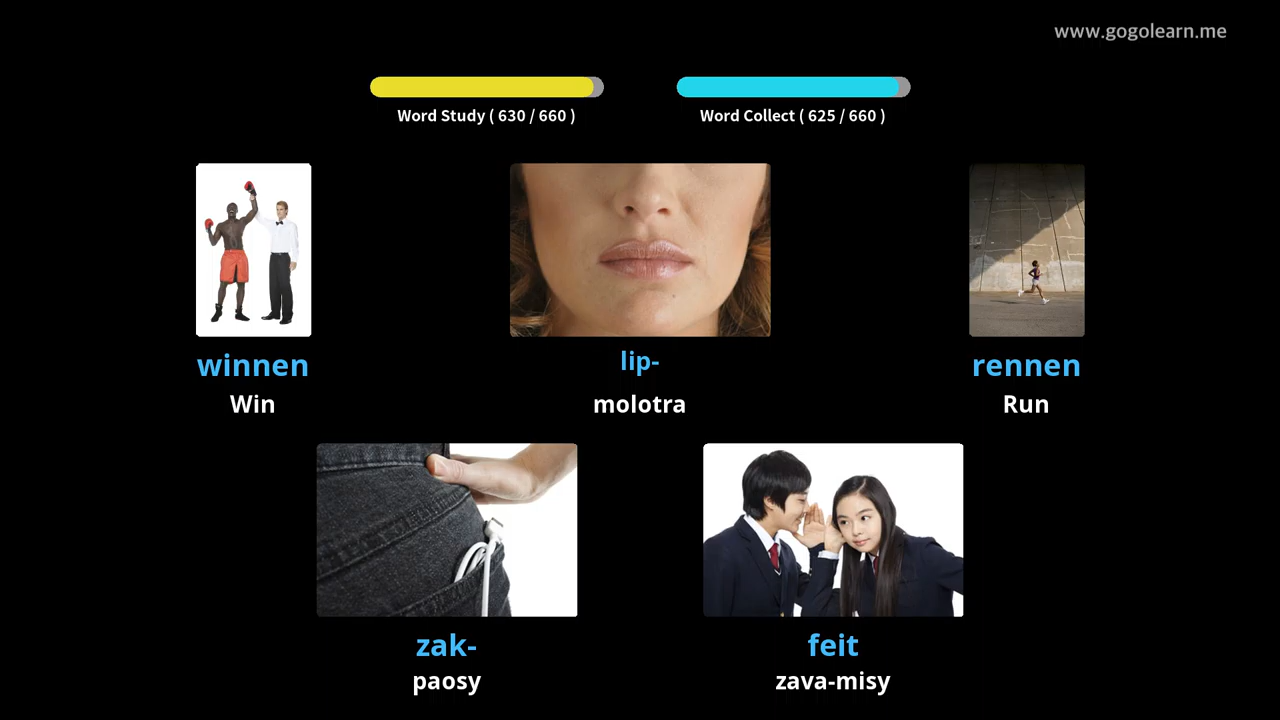 www.gogolearn.me
Word Study ( 630 / 660 )
Word Collect ( 625 / 660 )
winnen
Win
lip-
molotra
rennen
Run
zak-
paosy
feit
zava-misy